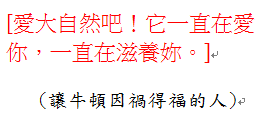 [愛大自然吧！它一直在愛
你，一直在滋養妳。]
（讓牛頓因禍得福的人）